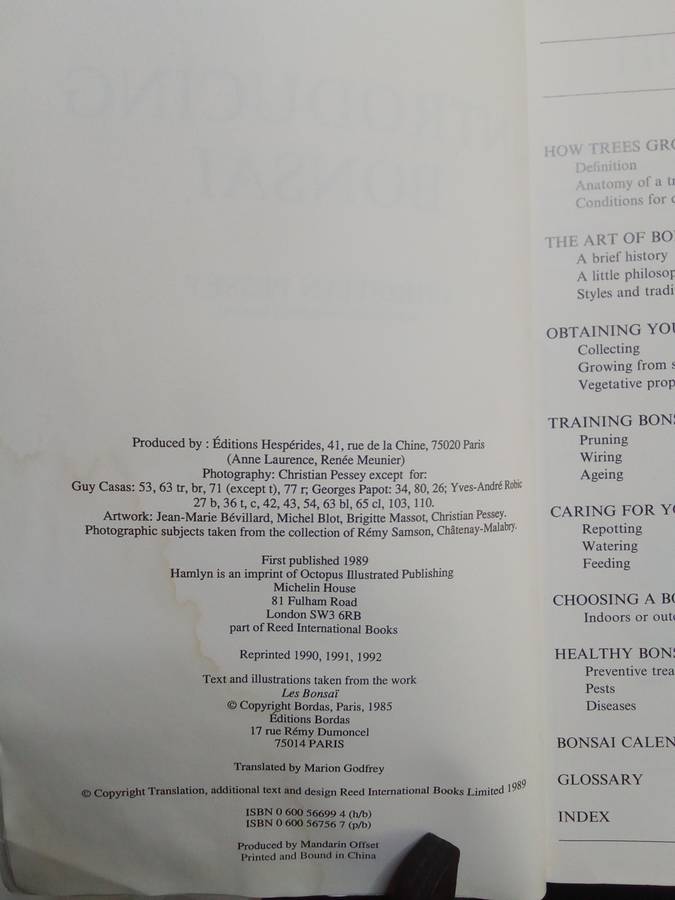 Produced by : Éditions Hespérides, 41, rue de la Chine, 75020 Paris
(Anne Laurence, Renée Meunier)
Photography: Christian Pessey except for:
Guy Casas: 53, 63 tr, br, 71 (except t), 77 r; Georges Papot: 34, 80, 26; Yves-André Robic
27 b, 36 t, c, 42, 43, 54, 63 bl, 65 cl, 103, 110.
Artwork: Jean-Marie Bévillard, Michel Blot, Brigitte Massot, Christian Pessey.
Photographic subjects taken from the collection of Rémy Samson, Châtenay-Malabry.
First published 1989
Hamlyn is an imprint of Octopus Illustrated Publishing
Michelin House
81 Fulham Road
London SW3 6RB
part of Reed International Books
Reprinted 1990, 1991, 1992
Text and illustrations taken from the work
Les Bonsaï
© Copyright Bordas, Paris, 1985
Éditions Bordas
17 rue Rémy Dumoncel
75014 PARIS
Translated by Marion Godfrey
© Copyright Translation, additional text and design Reed International Books Limited 1989
ISBN 0 600 56699 4 (h/b)
ISBN 0 600 56756 7 (p/b)
Produced by Mandarin Offset
Printed and Bound in China
HOW TREES GRO
Definition
Anatomy of a tr
Conditions for
THE ART OF BO
A brief history
A little philosop
Styles and tradi
OBTAINING YOU
Collecting
Growing from s
Vegetative prop
TRAINING BONS
Pruning
Wiring
Ageing
CARING FOR YO
Repotting
Watering
Feeding
CHOOSING A BO
Indoors or outd
HEALTHY BONS
Preventive trea
Pests
Diseases
BONSAI CALEN
GLOSSARY
INDEX